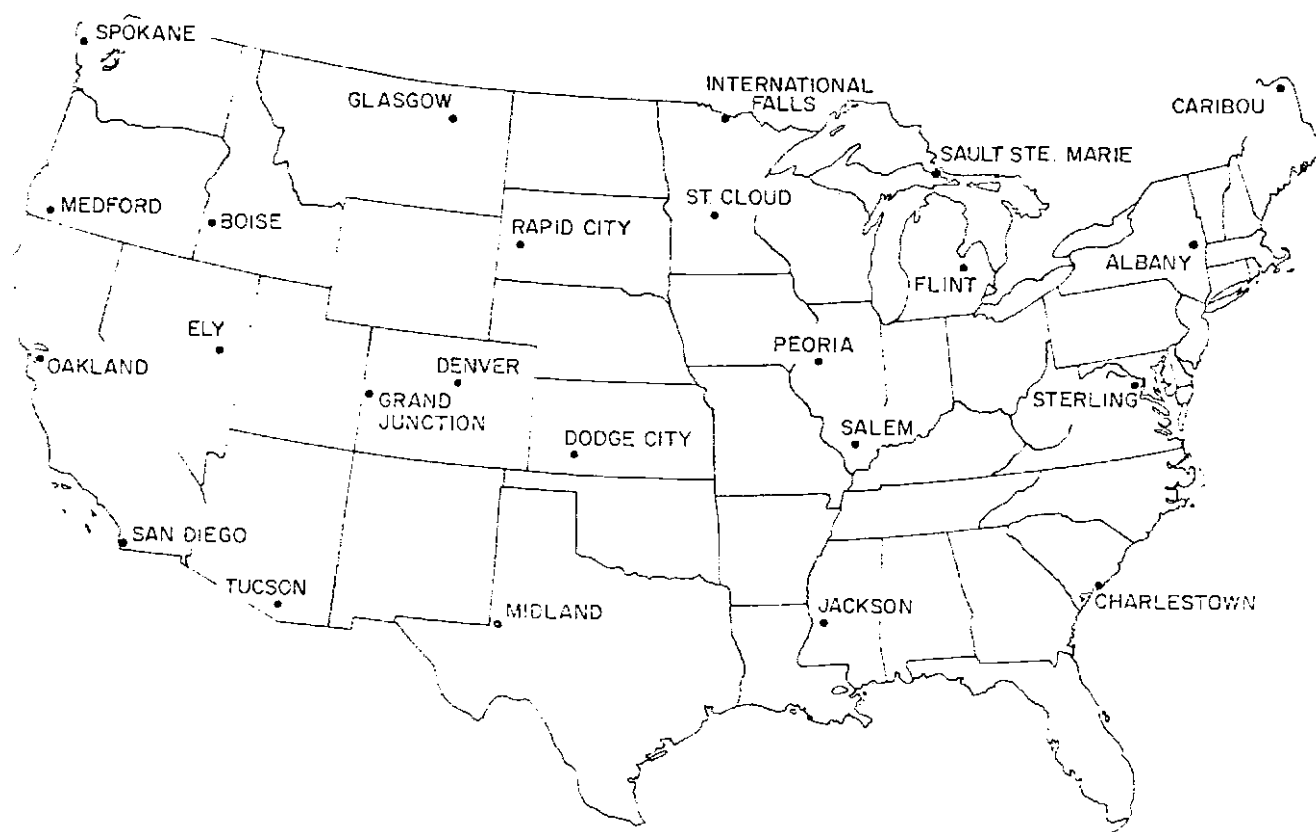 SPOKANE
GLASGOW
INTERNATIONAL
FALLS
CARIBOU
SAULT STE. MARIE
MEDFORD
BOISE
RAPID CITY
ST. CLOUD
ALBANY
FLINT
ELY
OAKLAND
DENVER
GRAND
JUNCTION
PEORIA
STERLING
DODGE CITY
SALEM
SAN DIEGO
TUCSON
MIDLAND
JACKSON
CHARLESTOWN